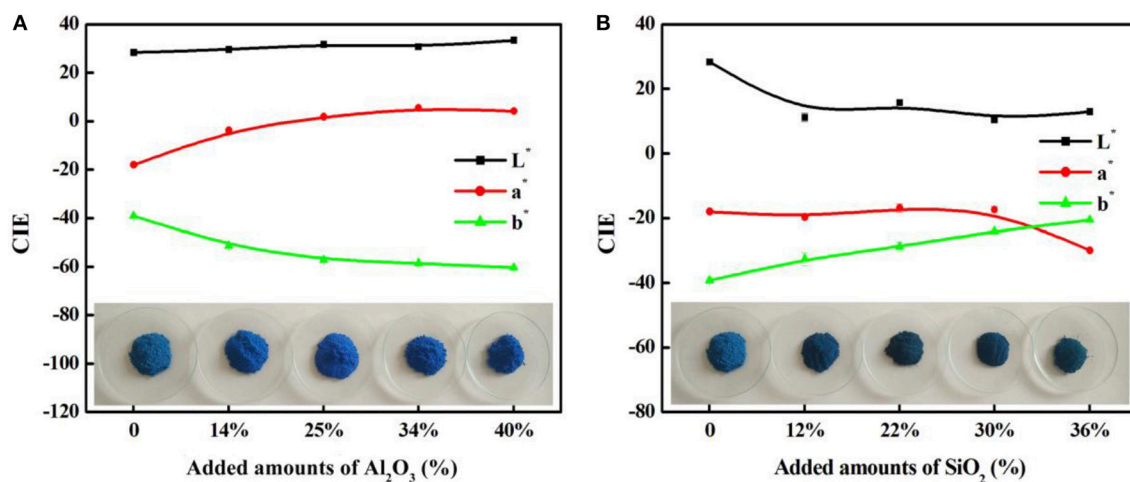 A
40
20
0
-20
-40
-60
-80
-100
-120
CIE
L*
a*
b*
0 14% 25% 34% 40%
Added amounts of Al₂O₃ (%)
B
40
20
0
-20
-40
-60
-80
CIE
L*
a*
b*
0 12% 22% 30% 36%
Added amounts of SiO₂ (%)